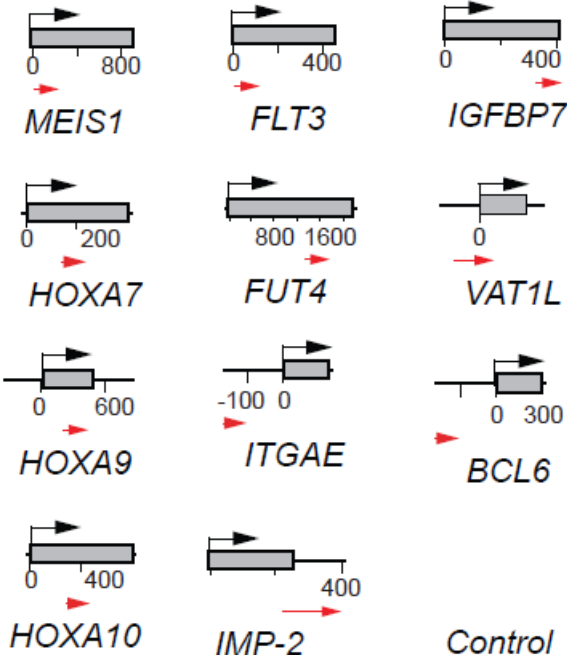 0 800 0 400 0 400
MEIS1 FLT3 IGFBP7
0 200 800 1600 0
HOXA7 FUT4 VAT1L
0 600 -100 0 0 300
HOXA9 ITGAE BCL6
0 400 400
HOXA10 IMP-2 Control